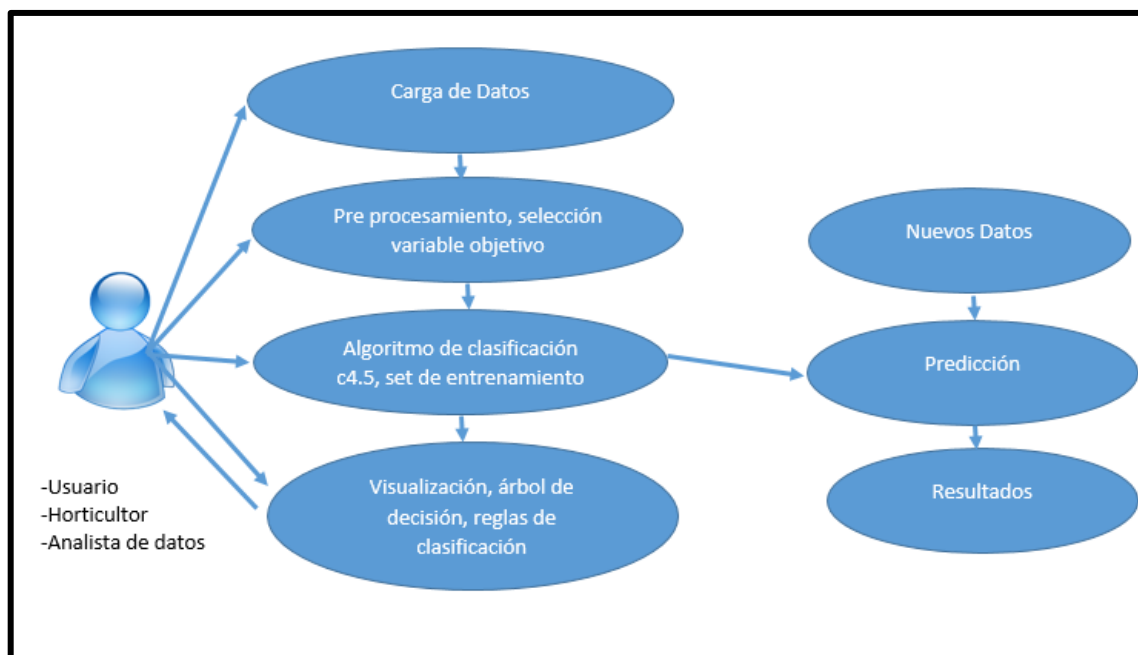 Carga de Datos
Pre procesamiento, selección
variable objetivo
Algoritmo de clasificación
c4.5, set de entrenamiento
Visualización, árbol de
decisión, reglas de
clasificación
-Usuario
-Horticultor
-Analista de datos
Nuevos Datos
Predicción
Resultados